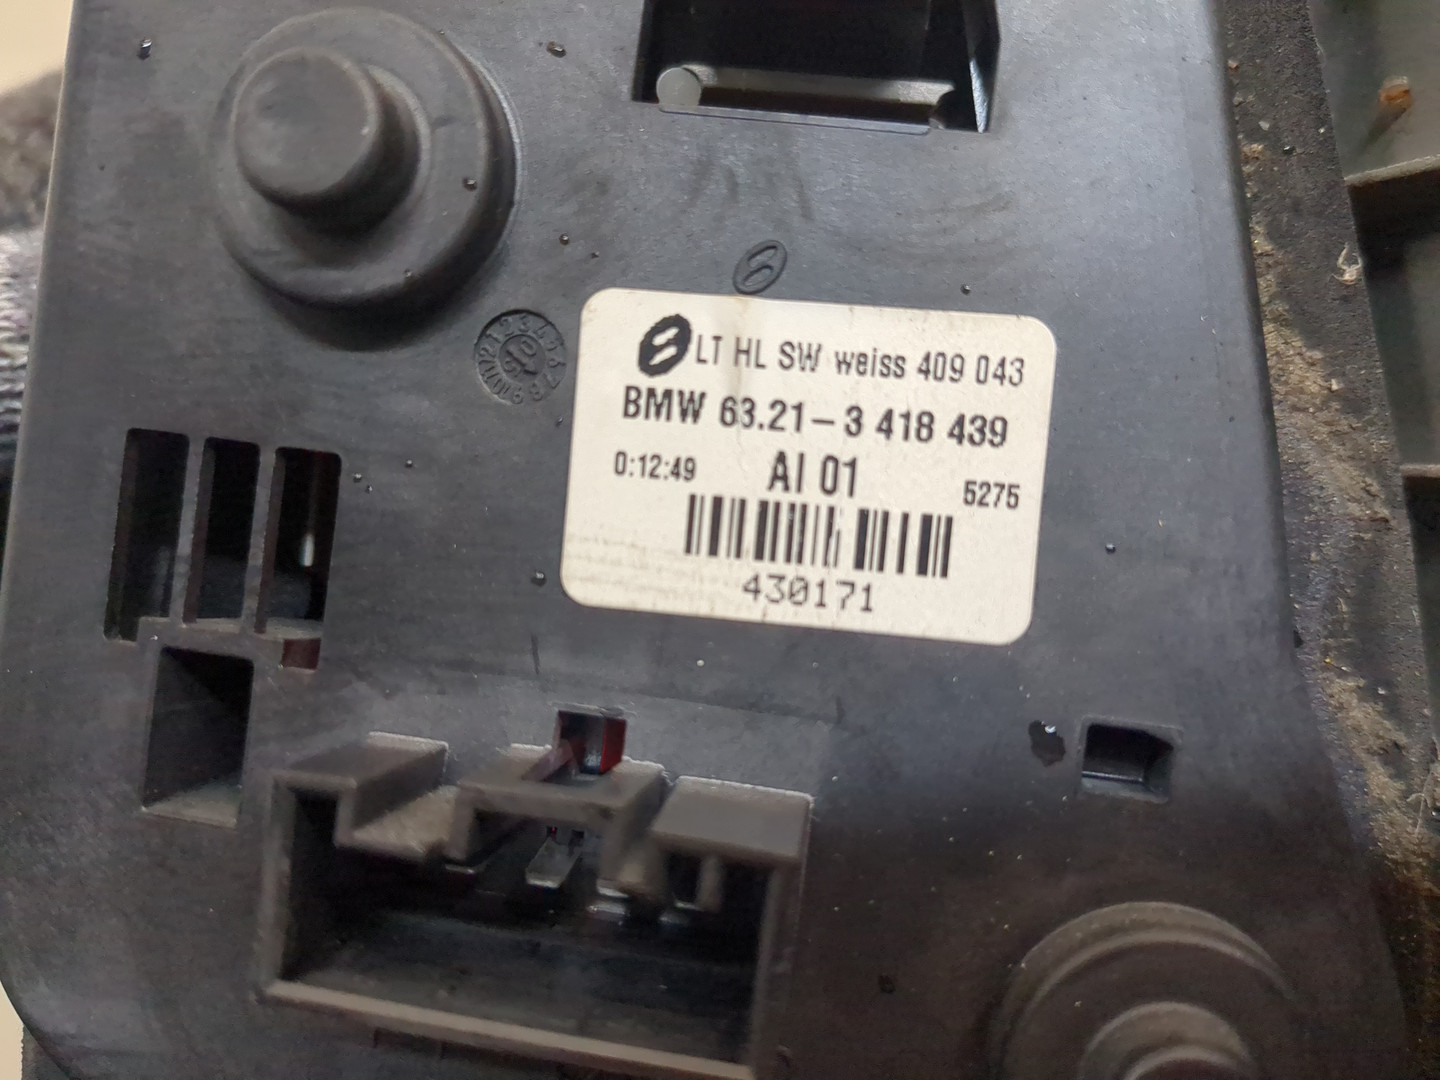 LT HL SW weiss 409 043
BMW 63.21-3 418 439
0:12:49 AI 01 5275
430171